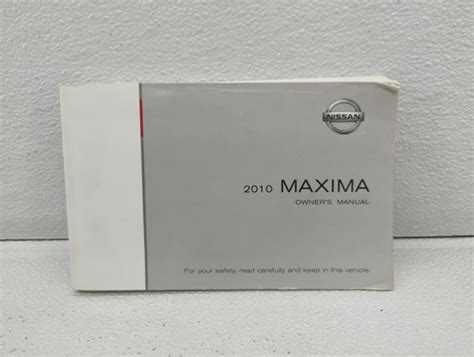 NISSAN
2010 MAXIMA
OWNER'S MANUAL
For your safety, read carefully and keep in this vehicle.